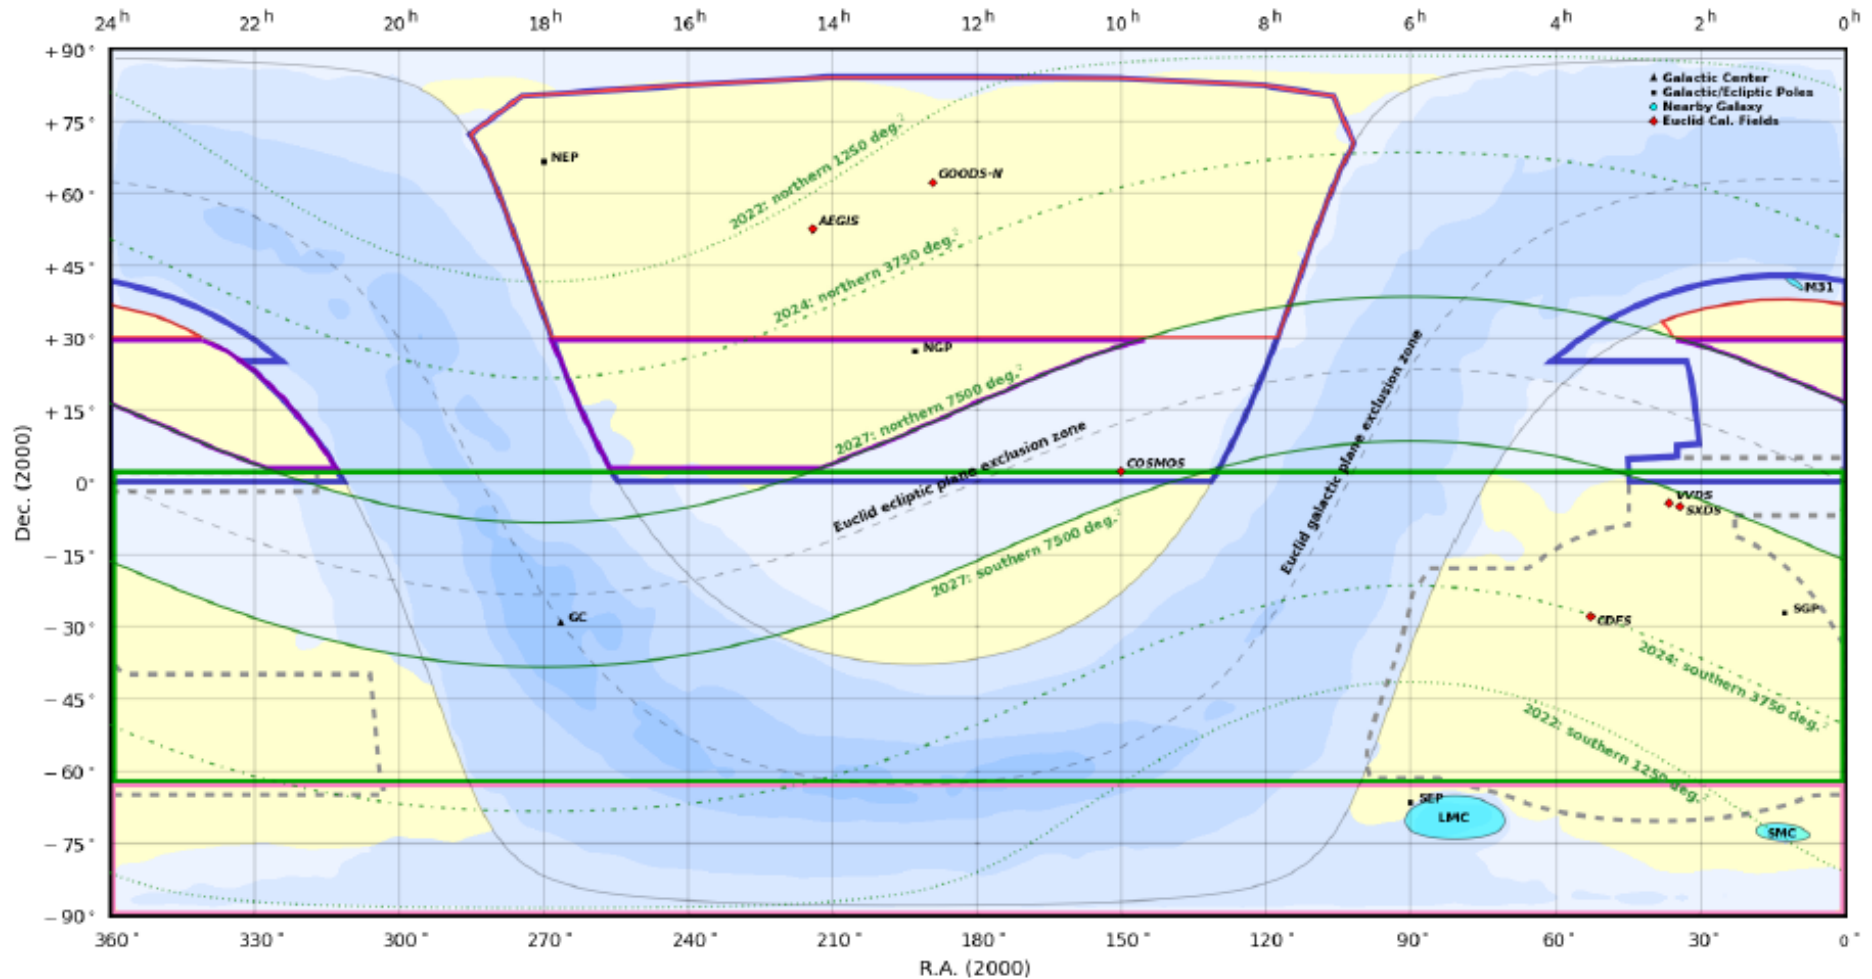 24h 22h 20h 18h 16h 14h 12h 10h 8h 6h 4h 2h 0h
+90°
Galactic Center
Galactic/Ecliptic Poles
Nearby Galaxy
Euclid Cal. Fields
+75°
2022: northern 1250 deg.2
NEP
GOODS-N
+60°
AEGIS
2024: northern 3750 deg.2
+45°
M31
+30°
NGP
2027: northern 7500 deg.2
Euclid galactic plane exclusion zone
+15°
Euclid ecliptic plane exclusion zone
COSMOS
0°
VVDS
SXDS
2027: southern 7500 deg.2
−15°
GC
SGP
CDFS
−30°
2024: southern 3750 deg.2
−45°
2022: southern 1250 deg.2
−60°
SEP
LMC
SMC
−75°
−90°
Dec. (2000)
360° 330° 300° 270° 240° 210° 180° 150° 120° 90° 60° 30° 0°
R.A. (2000)